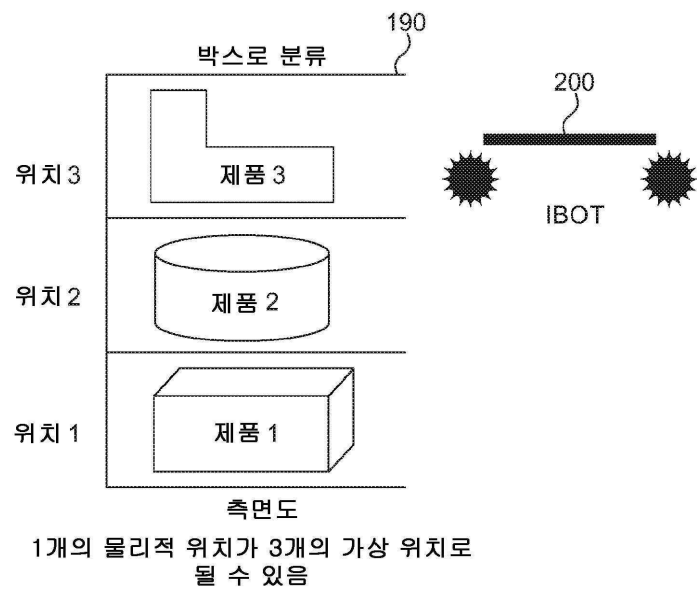 190
박스로 분류
200
위치 3
제품 3
IBOT
위치 2
제품 2
위치 1
제품 1
측면도
1개의 물리적 위치가 3개의 가상 위치로
될 수 있음